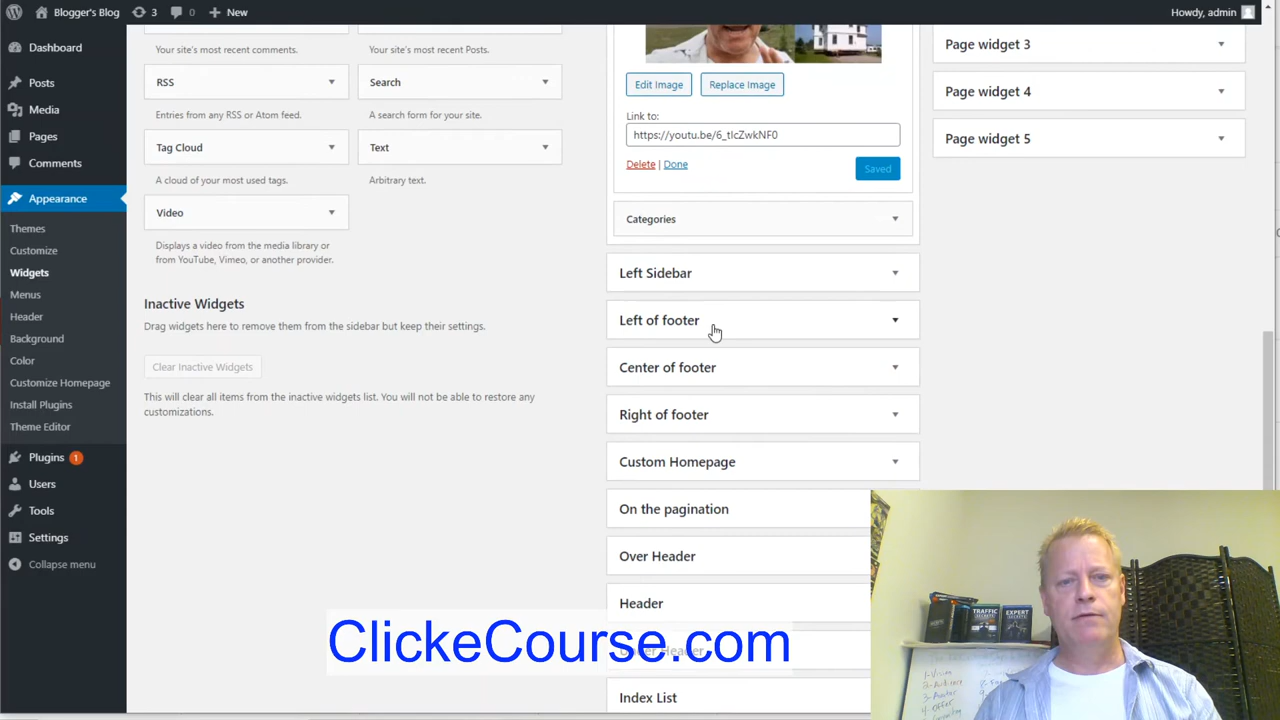 Blogger's Blog
3
0
New
Howdy, admin
Dashboard
Posts
Media
Pages
Comments
Appearance
Themes
Customize
Widgets
Menus
Header
Background
Color
Customize Homepage
Install Plugins
Theme Editor
Plugins 1
Users
Tools
Settings
Collapse menu
Your site's most recent comments.
Your site's most recent Posts.
RSS
Search
Entries from any RSS or Atom feed.
A search form for your site.
Tag Cloud
Text
A cloud of your most used tags.
Arbitrary text.
Video
Displays a video from the media library or
from YouTube, Vimeo, or another provider.
Inactive Widgets
Drag widgets here to remove them from the sidebar but keep their settings.
Clear Inactive Widgets
This will clear all items from the inactive widgets list. You will not be able to restore any
customizations.
Edit Image
Replace Image
Link to:
https://youtu.be/6_tIcZwkNF0
Delete | Done
Saved
Categories
Left Sidebar
Left of footer
Center of footer
Right of footer
Custom Homepage
On the pagination
Over Header
Header
Under Header
Index List
Page widget 3
Page widget 4
Page widget 5
ClickeCourse.com
TRAFFIC
SECRETS
EXPERT
SECRETS